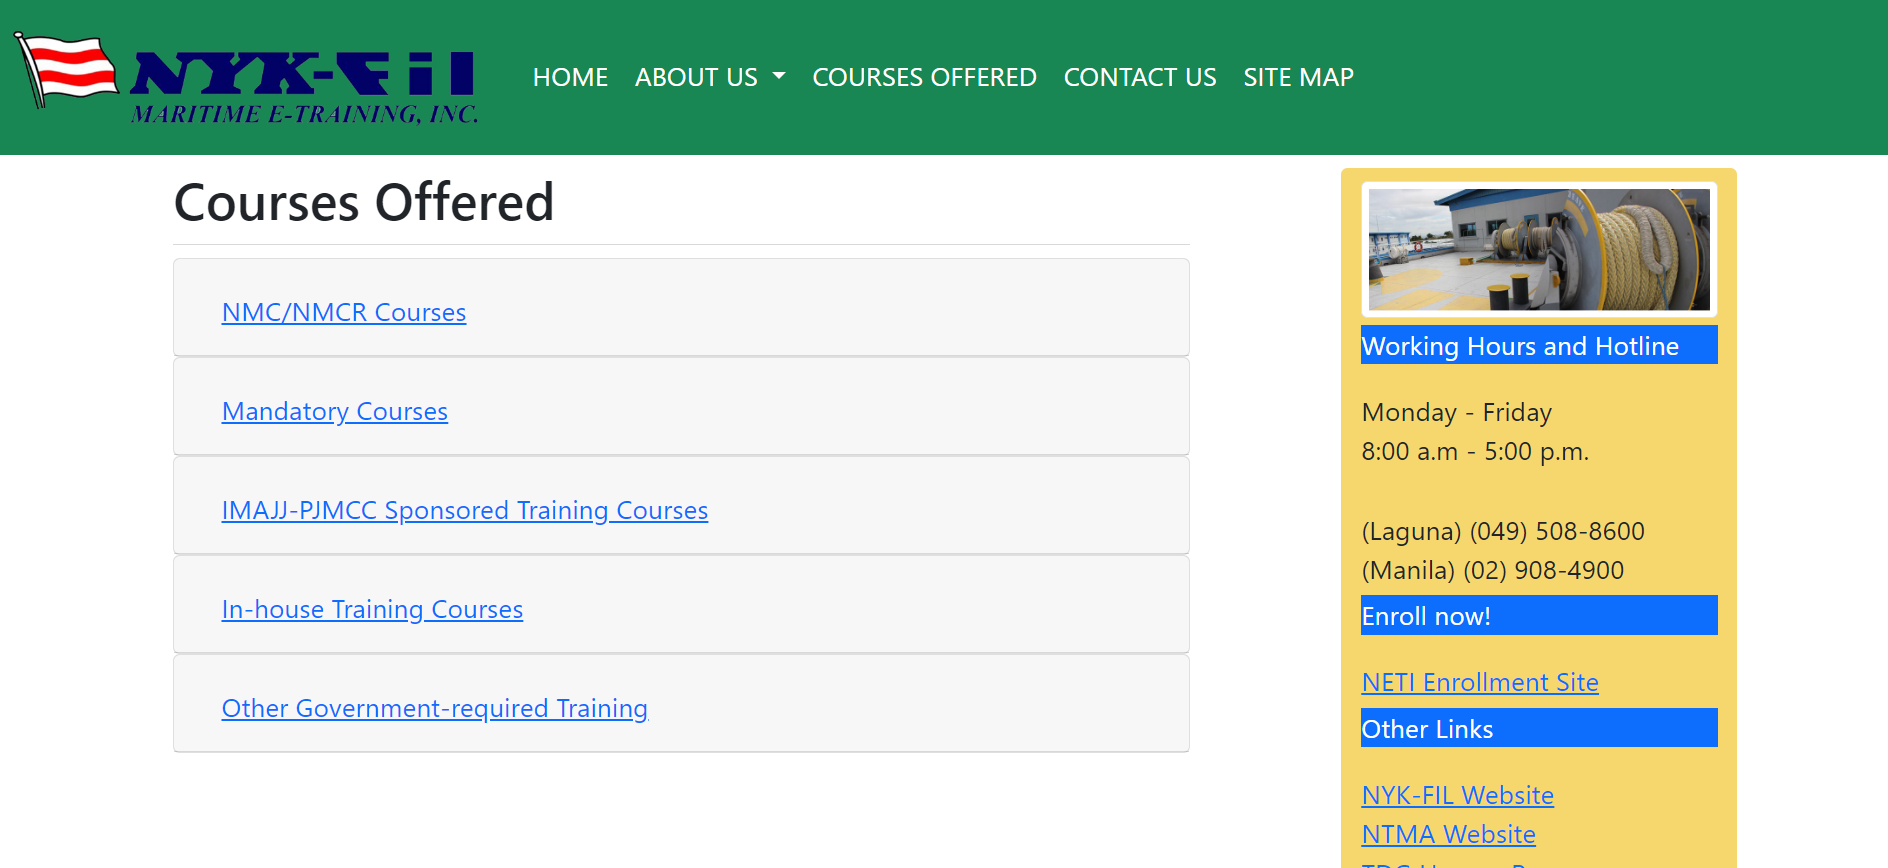 NYK-Fil
MARITIME E-TRAINING, INC.
HOME ABOUT US COURSES OFFERED CONTACT US SITE MAP
Courses Offered
NMC/NMCR Courses
Mandatory Courses
IMAJJ-PJMCC Sponsored Training Courses
In-house Training Courses
Other Government-required Training
Working Hours and Hotline
Monday - Friday
8:00 a.m - 5:00 p.m.
(Laguna) (049) 508-8600
(Manila) (02) 908-4900
Enroll now!
NETI Enrollment Site
Other Links
NYK-FIL Website
NTMA Website